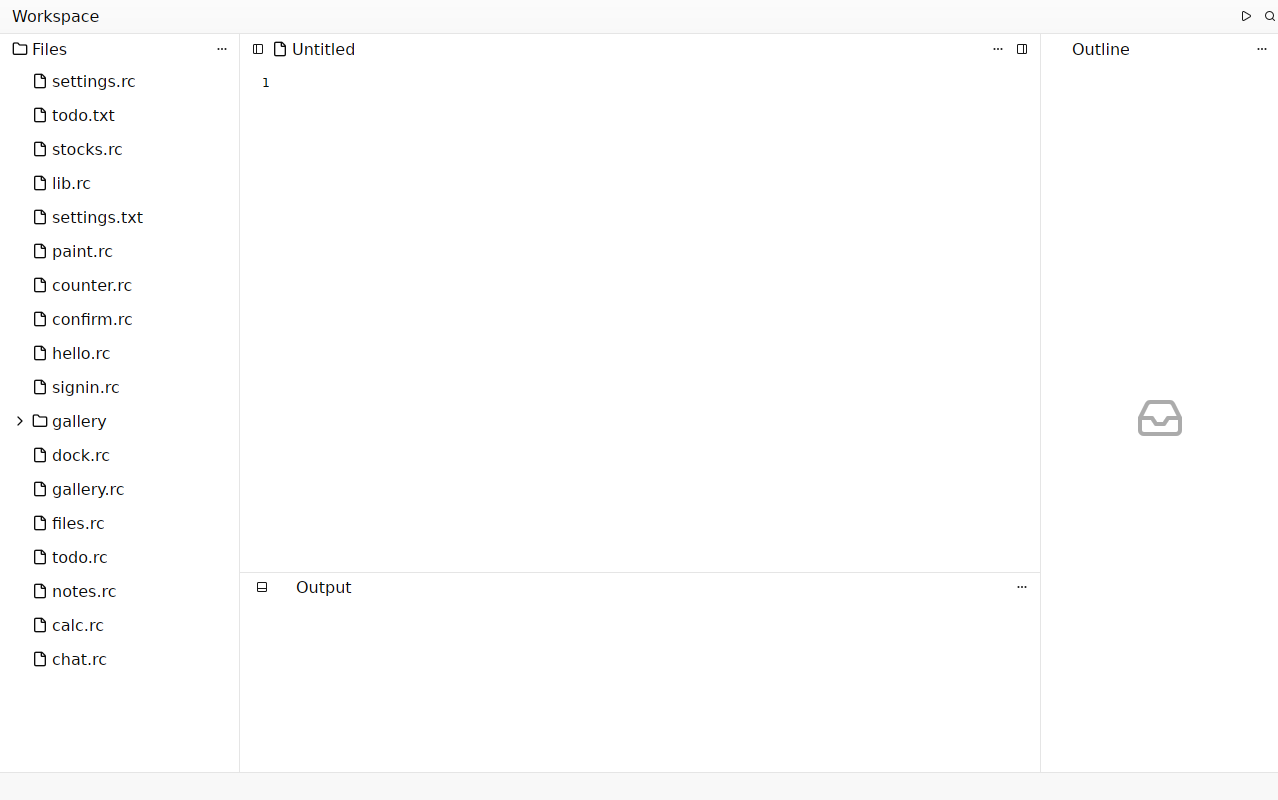 Workspace
Files
settings.rc
todo.txt
stocks.rc
lib.rc
settings.txt
paint.rc
counter.rc
confirm.rc
hello.rc
signin.rc
gallery
dock.rc
gallery.rc
files.rc
todo.rc
notes.rc
calc.rc
chat.rc
Untitled
1
Output
Outline